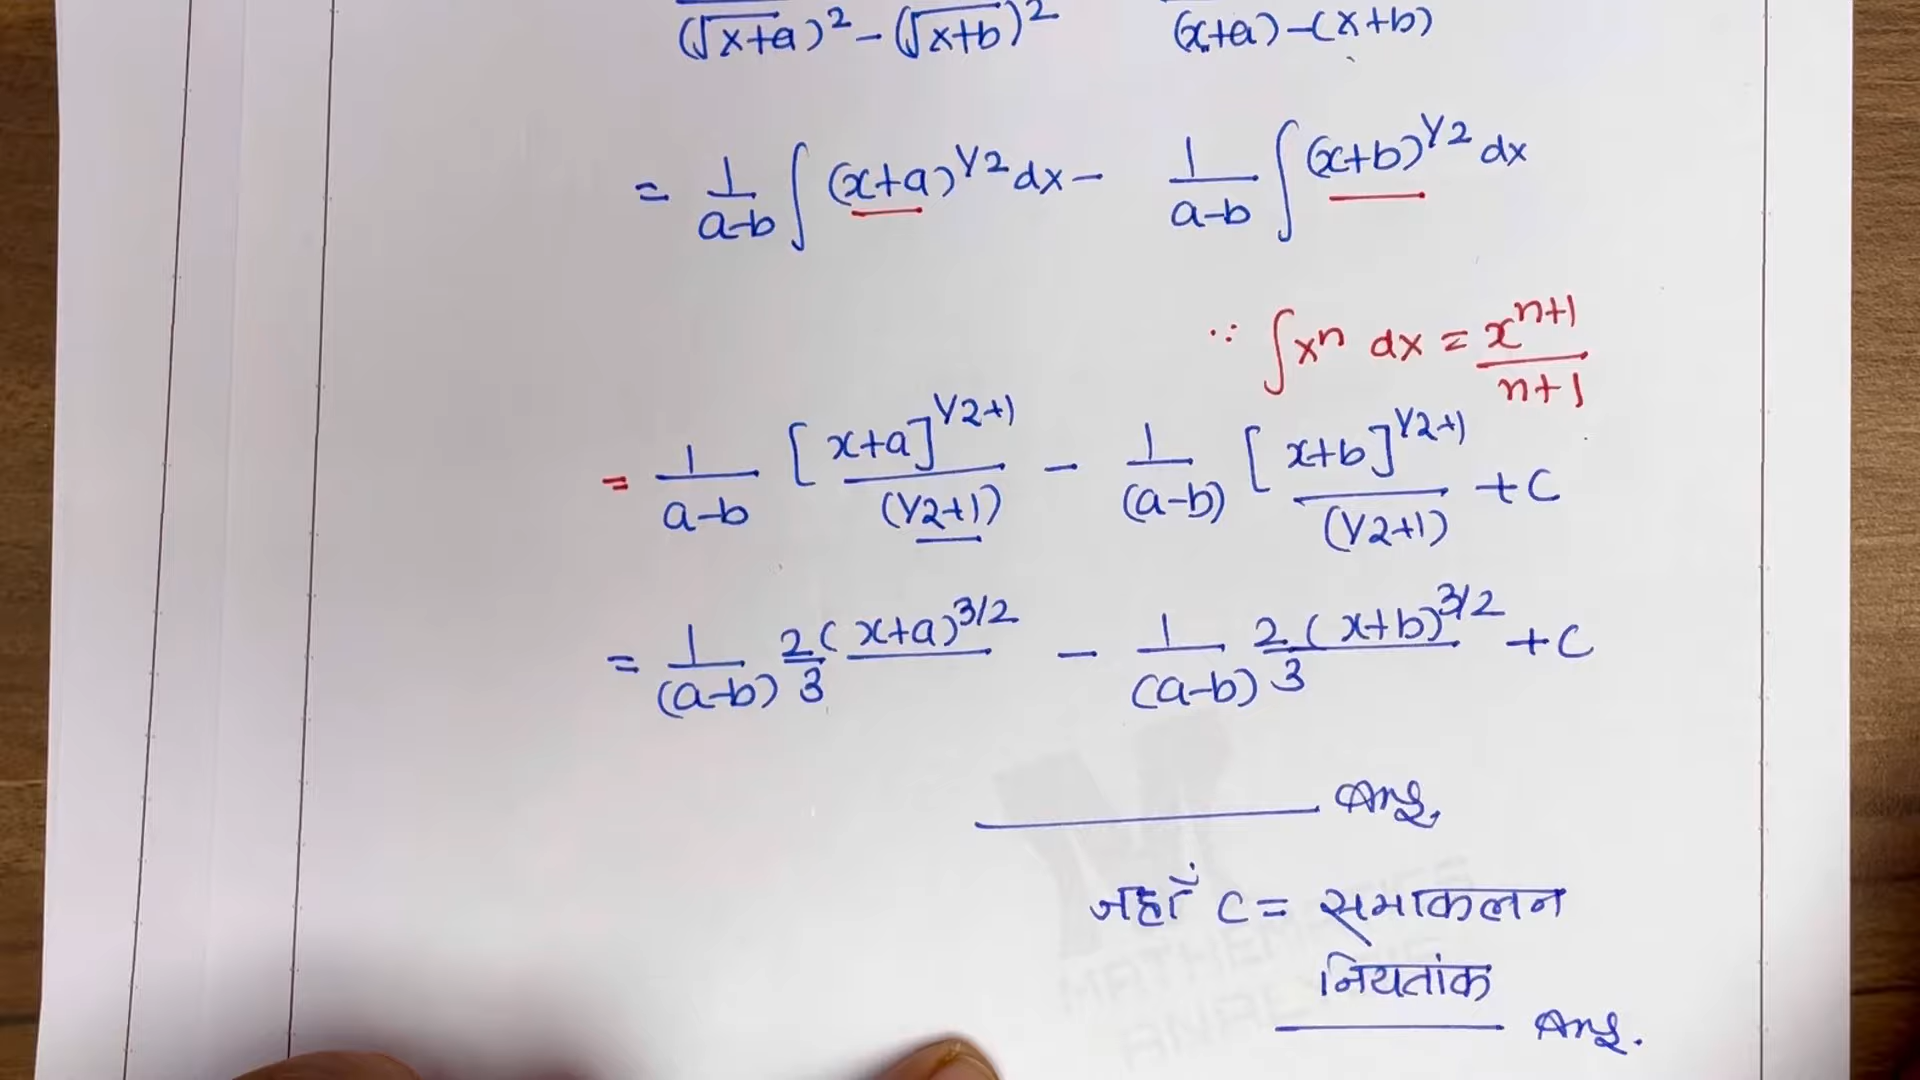 (√x+a)² - (√x+b)² (x+a)-(x+b)
= 1/a-b ∫ (x+a)^1/2 dx - 1/a-b ∫ (x+b)^1/2 dx
∵ ∫xⁿ dx = x^n+1/n+1
= 1/a-b [x+a]^1/2+1/(1/2+1) - 1/(a-b) [x+b]^1/2+1/(1/2+1) + C
= 1/(a-b) 2/3 (x+a)^3/2 - 1/(a-b) 2/3 (x+b)^3/2 + C
Ans.
जहाँ C = समाकलन
नियतांक
Ans.